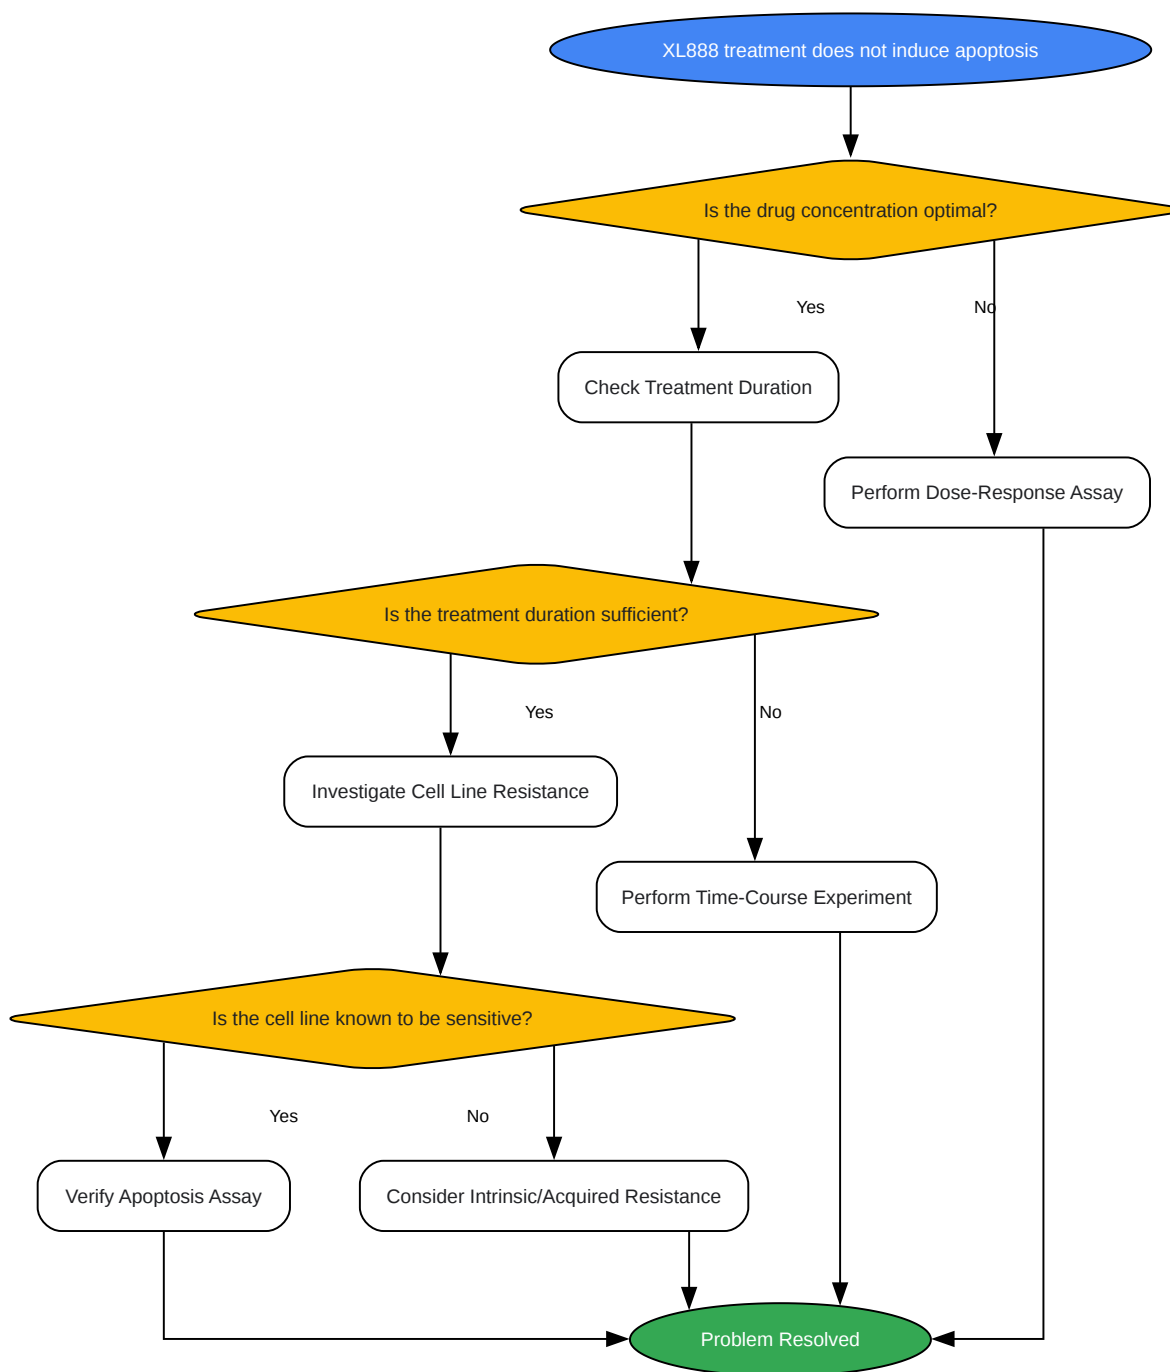 XL888 treatment does not induce apoptosis
Is the drug concentration optimal?
Yes
No
Check Treatment Duration
Perform Dose-Response Assay
Is the treatment duration sufficient?
Yes
No
Investigate Cell Line Resistance
Perform Time-Course Experiment
Is the cell line known to be sensitive?
Yes
No
Verify Apoptosis Assay
Consider Intrinsic/Acquired Resistance
Problem Resolved